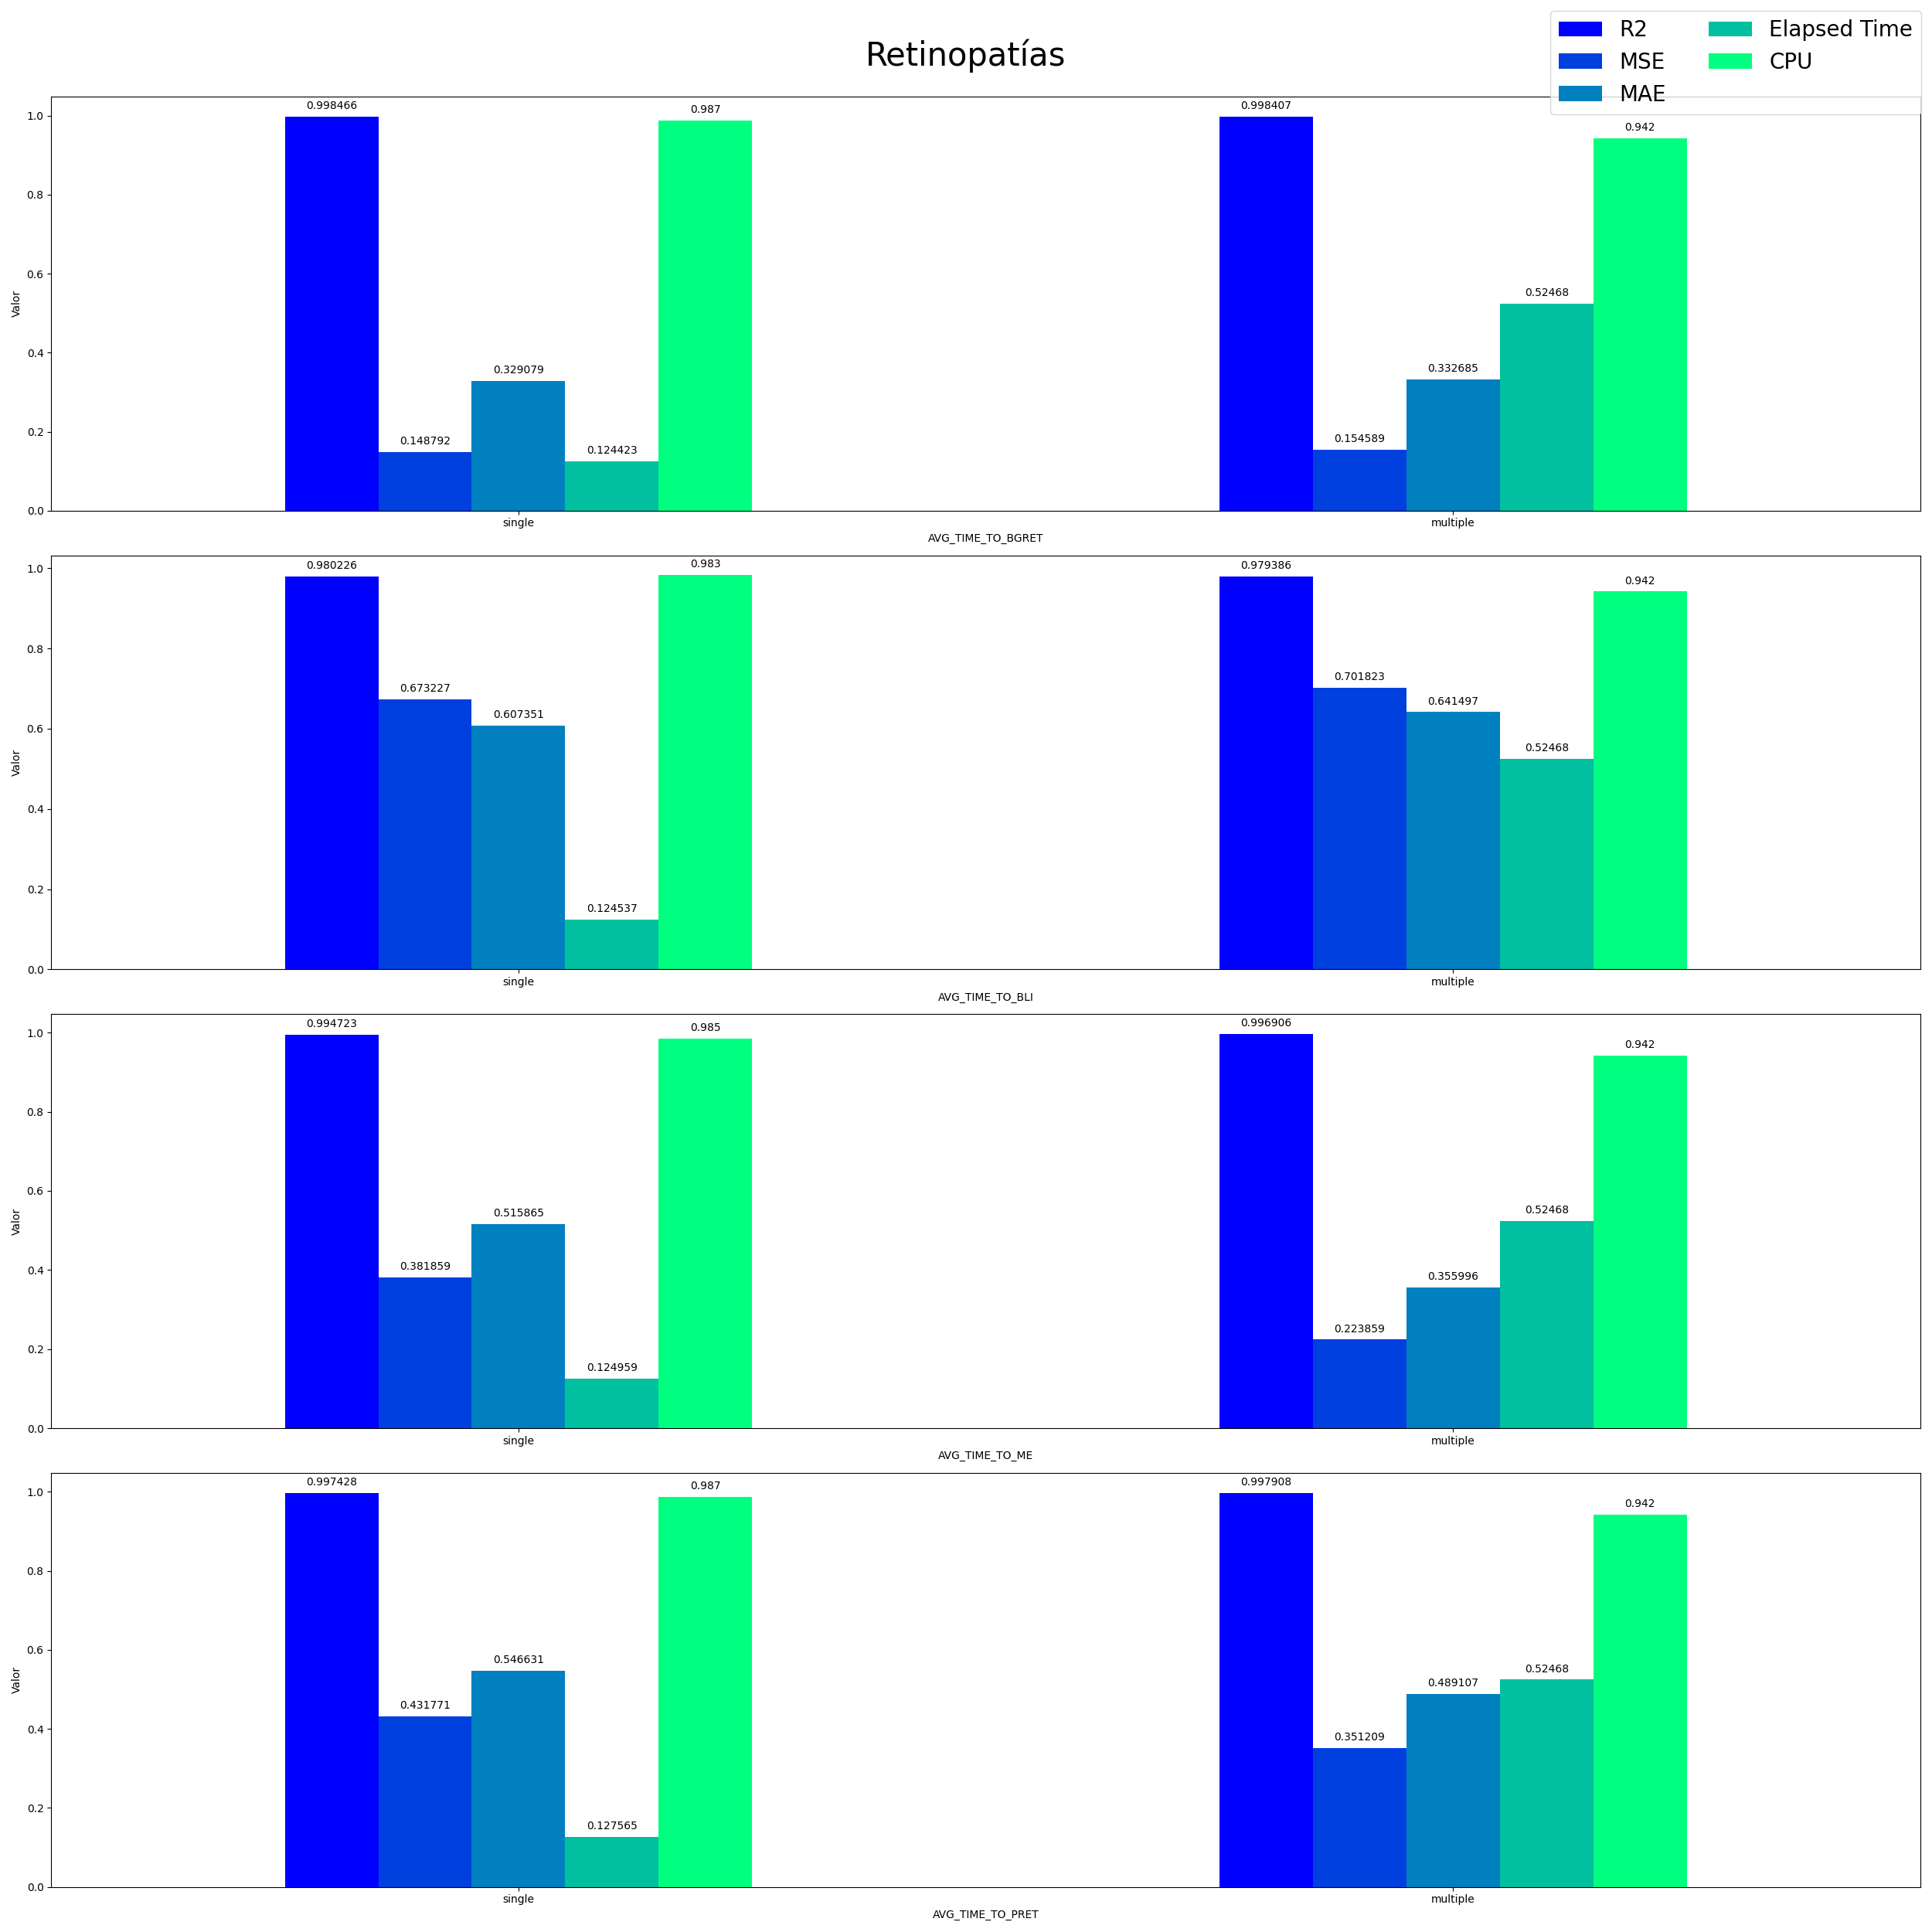 Retinopatías
R2
MSE
MAE
Elapsed Time
CPU
Valor
1.0
0.8
0.6
0.4
0.2
0.0
0.998466
0.148792
0.329079
0.124423
0.987
0.998407
0.154589
0.332685
0.52468
0.942
single
multiple
AVG_TIME_TO_BGRET
Valor
1.0
0.8
0.6
0.4
0.2
0.0
0.980226
0.673227
0.607351
0.124537
0.983
0.979386
0.701823
0.641497
0.52468
0.942
single
multiple
AVG_TIME_TO_BLI
Valor
1.0
0.8
0.6
0.4
0.2
0.0
0.994723
0.381859
0.515865
0.124959
0.985
0.996906
0.223859
0.355996
0.52468
0.942
single
multiple
AVG_TIME_TO_ME
Valor
1.0
0.8
0.6
0.4
0.2
0.0
0.997428
0.431771
0.546631
0.127565
0.987
0.997908
0.351209
0.489107
0.52468
0.942
single
multiple
AVG_TIME_TO_PRET